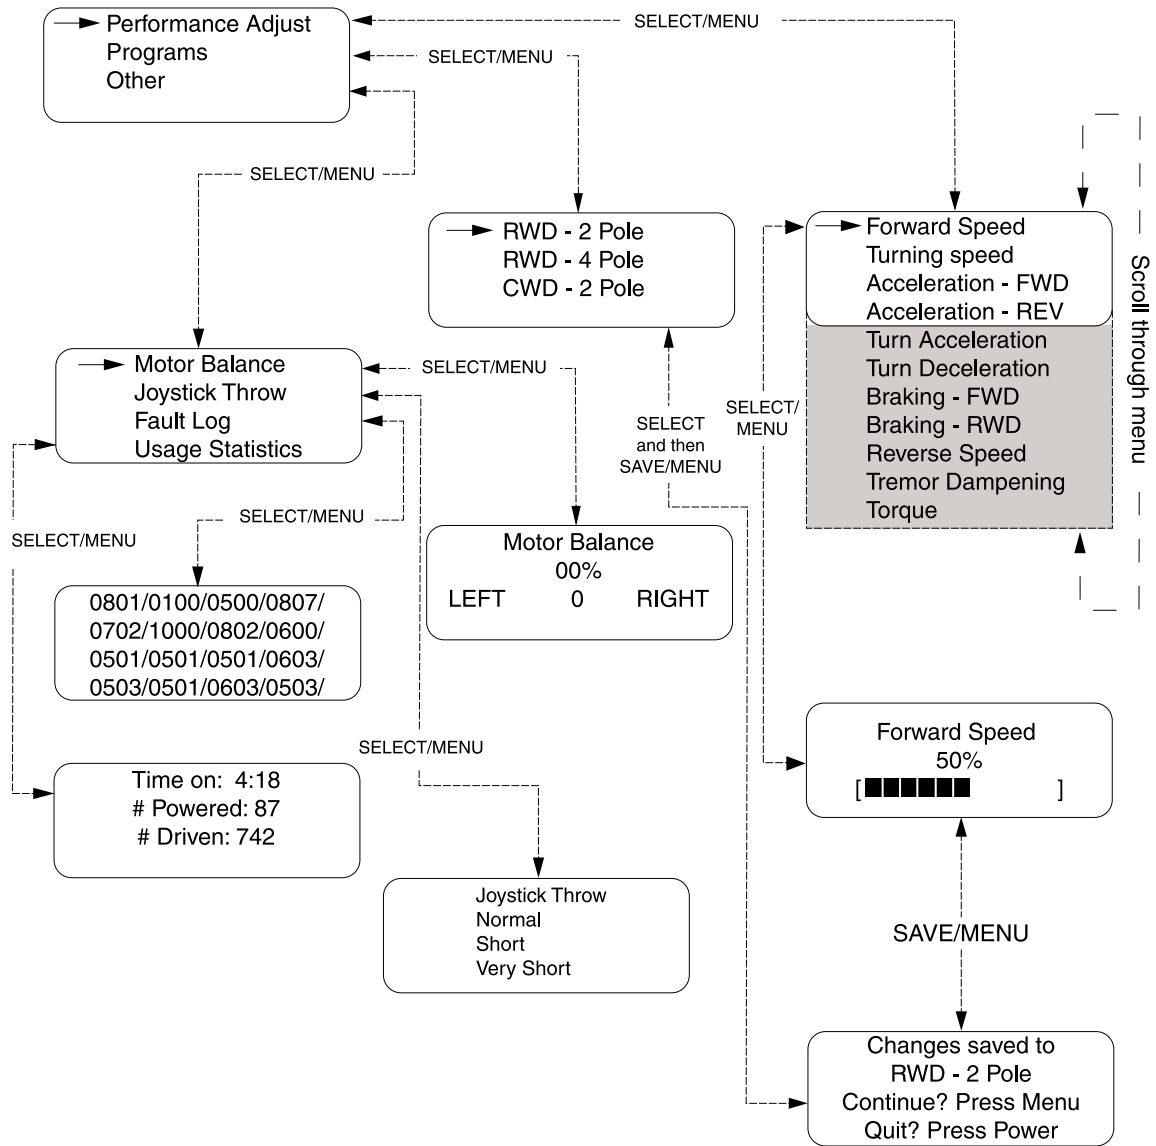 Performance Adjust
Programs
Other
SELECT/MENU
SELECT/MENU
SELECT/MENU
RWD - 2 Pole
RWD - 4 Pole
CWD - 2 Pole
Forward Speed
Turning speed
Acceleration - FWD
Acceleration - REV
Turn Acceleration
Turn Deceleration
Braking - FWD
Braking - RWD
Reverse Speed
Tremor Dampening
Torque
Scroll through menu
Motor Balance
Joystick Throw
Fault Log
Usage Statistics
SELECT/MENU
SELECT
and then
SAVE/MENU
SELECT/
MENU
SELECT/MENU
SELECT/MENU
Motor Balance
00%
LEFT 0 RIGHT
0801/0100/0500/0807/
0702/1000/0802/0600/
0501/0501/0501/0603/
0503/0501/0603/0503/
SELECT/MENU
Time on: 4:18
# Powered: 87
# Driven: 742
Forward Speed
50%
[ ]
Joystick Throw
Normal
Short
Very Short
SAVE/MENU
Changes saved to
RWD - 2 Pole
Continue? Press Menu
Quit? Press Power